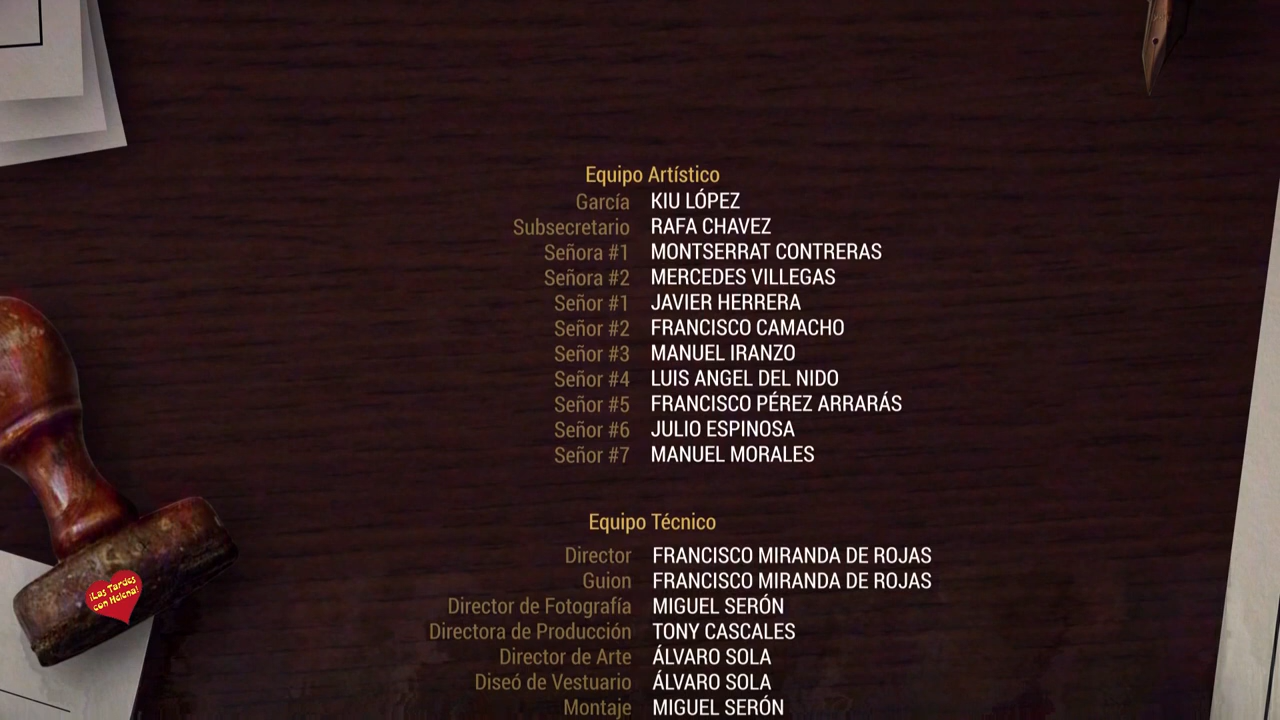 Equipo Artístico
García KIU LÓPEZ
Subsecretario RAFA CHAVEZ
Señora #1 MONTSERRAT CONTRERAS
Señora #2 MERCEDES VILLEGAS
Señor #1 JAVIER HERRERA
Señor #2 FRANCISCO CAMACHO
Señor #3 MANUEL IRANZO
Señor #4 LUIS ANGEL DEL NIDO
Señor #5 FRANCISCO PÉREZ ARRARÁS
Señor #6 JULIO ESPINOSA
Señor #7 MANUEL MORALES
Equipo Técnico
Director FRANCISCO MIRANDA DE ROJAS
Guion FRANCISCO MIRANDA DE ROJAS
Director de Fotografía MIGUEL SERÓN
Directora de Producción TONY CASCALES
Director de Arte ÁLVARO SOLA
Diseó de Vestuario ÁLVARO SOLA
Montaje MIGUEL SERÓN
¡Las Tardes
con Helena!